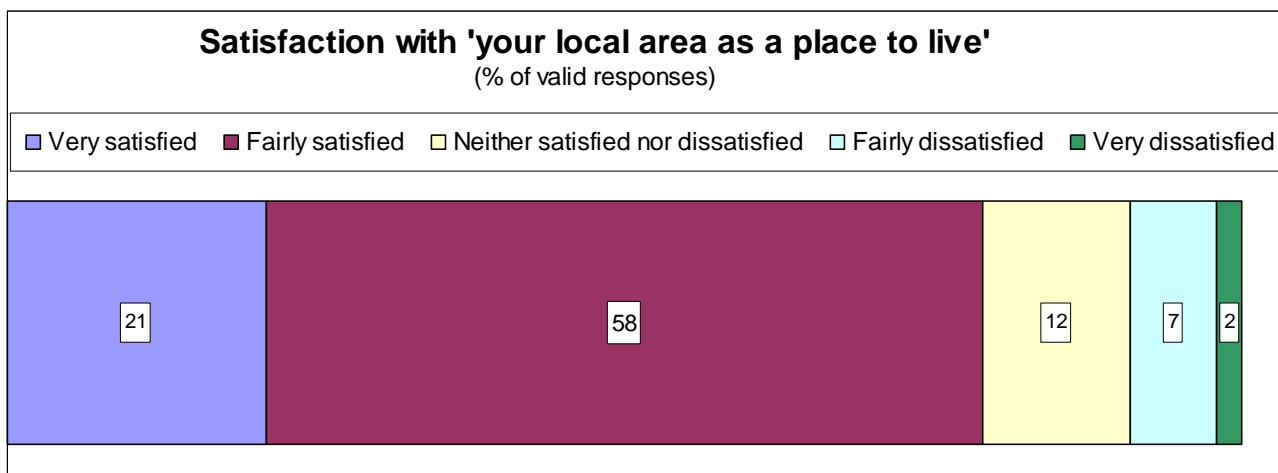 Satisfaction with 'your local area as a place to live'
(% of valid responses)
Very satisfied Fairly satisfied Neither satisfied nor dissatisfied Fairly dissatisfied Very dissatisfied
21 58 12 7 2